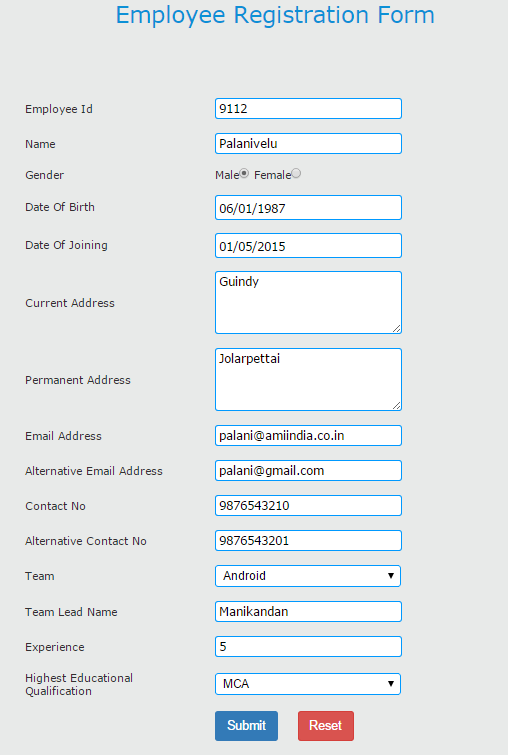 Employee Registration Form
Employee Id 9112
Name Palanivelu
Gender Male Female
Date Of Birth 06/01/1987
Date Of Joining 01/05/2015
Current Address Guindy
Permanent Address Jolarpettai
Email Address palani@amiindia.co.in
Alternative Email Address palani@gmail.com
Contact No 9876543210
Alternative Contact No 9876543201
Team Android
Team Lead Name Manikandan
Experience 5
Highest Educational
Qualification MCA
Submit Reset